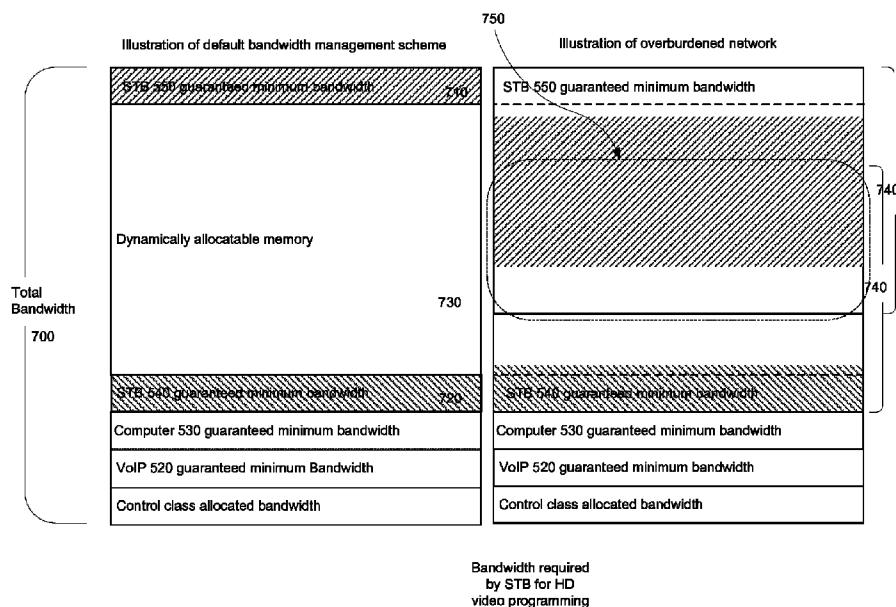 750
Illustration of default bandwidth management scheme
Illustration of overburdened network
STB 550 guaranteed minimum bandwidth
710
STB 550 guaranteed minimum bandwidth
740
Dynamically allocatable memory
Total
Bandwidth
700
730
740
STB 540 guaranteed minimum bandwidth
720
STB 540 guaranteed minimum bandwidth
Computer 530 guaranteed minimum bandwidth
Computer 530 guaranteed minimum bandwidth
VoIP 520 guaranteed minimum Bandwidth
VoIP 520 guaranteed minimum bandwidth
Control class allocated bandwidth
Control class allocated bandwidth
Bandwidth required
by STB for HD
video programming